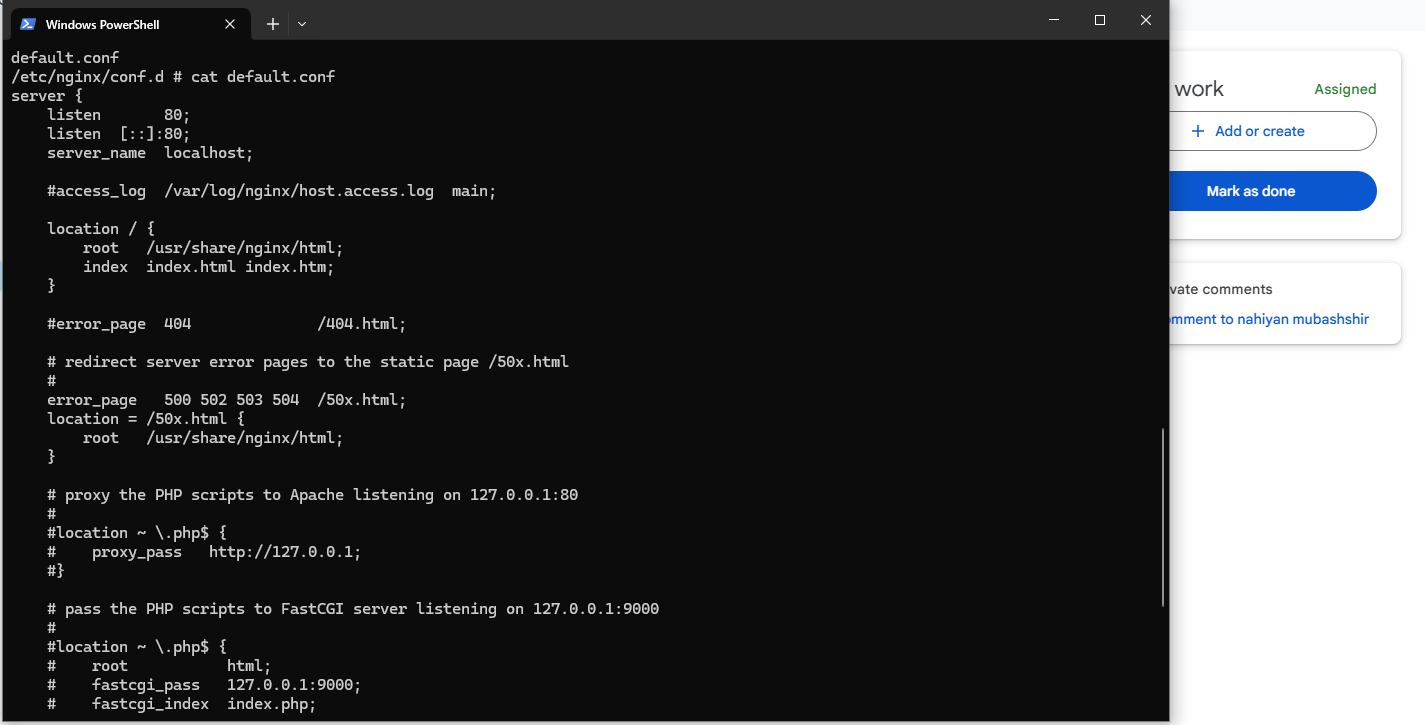 Windows PowerShell
default.conf
/etc/nginx/conf.d # cat default.conf
server {
    listen       80;
    listen  [::]:80;
    server_name  localhost;

    #access_log  /var/log/nginx/host.access.log  main;

    location / {
        root   /usr/share/nginx/html;
        index  index.html index.htm;
    }

    #error_page  404              /404.html;

    # redirect server error pages to the static page /50x.html
    #
    error_page   500 502 503 504  /50x.html;
    location = /50x.html {
        root   /usr/share/nginx/html;
    }

    # proxy the PHP scripts to Apache listening on 127.0.0.1:80
    #
    #location ~ \.php$ {
    #    proxy_pass   http://127.0.0.1;
    #}

    # pass the PHP scripts to FastCGI server listening on 127.0.0.1:9000
    #
    #location ~ \.php$ {
    #    root           html;
    #    fastcgi_pass   127.0.0.1:9000;
    #    fastcgi_index  index.php;
work
Assigned
+ Add or create
Mark as done
vate comments
omment to nahiyan mubashshir